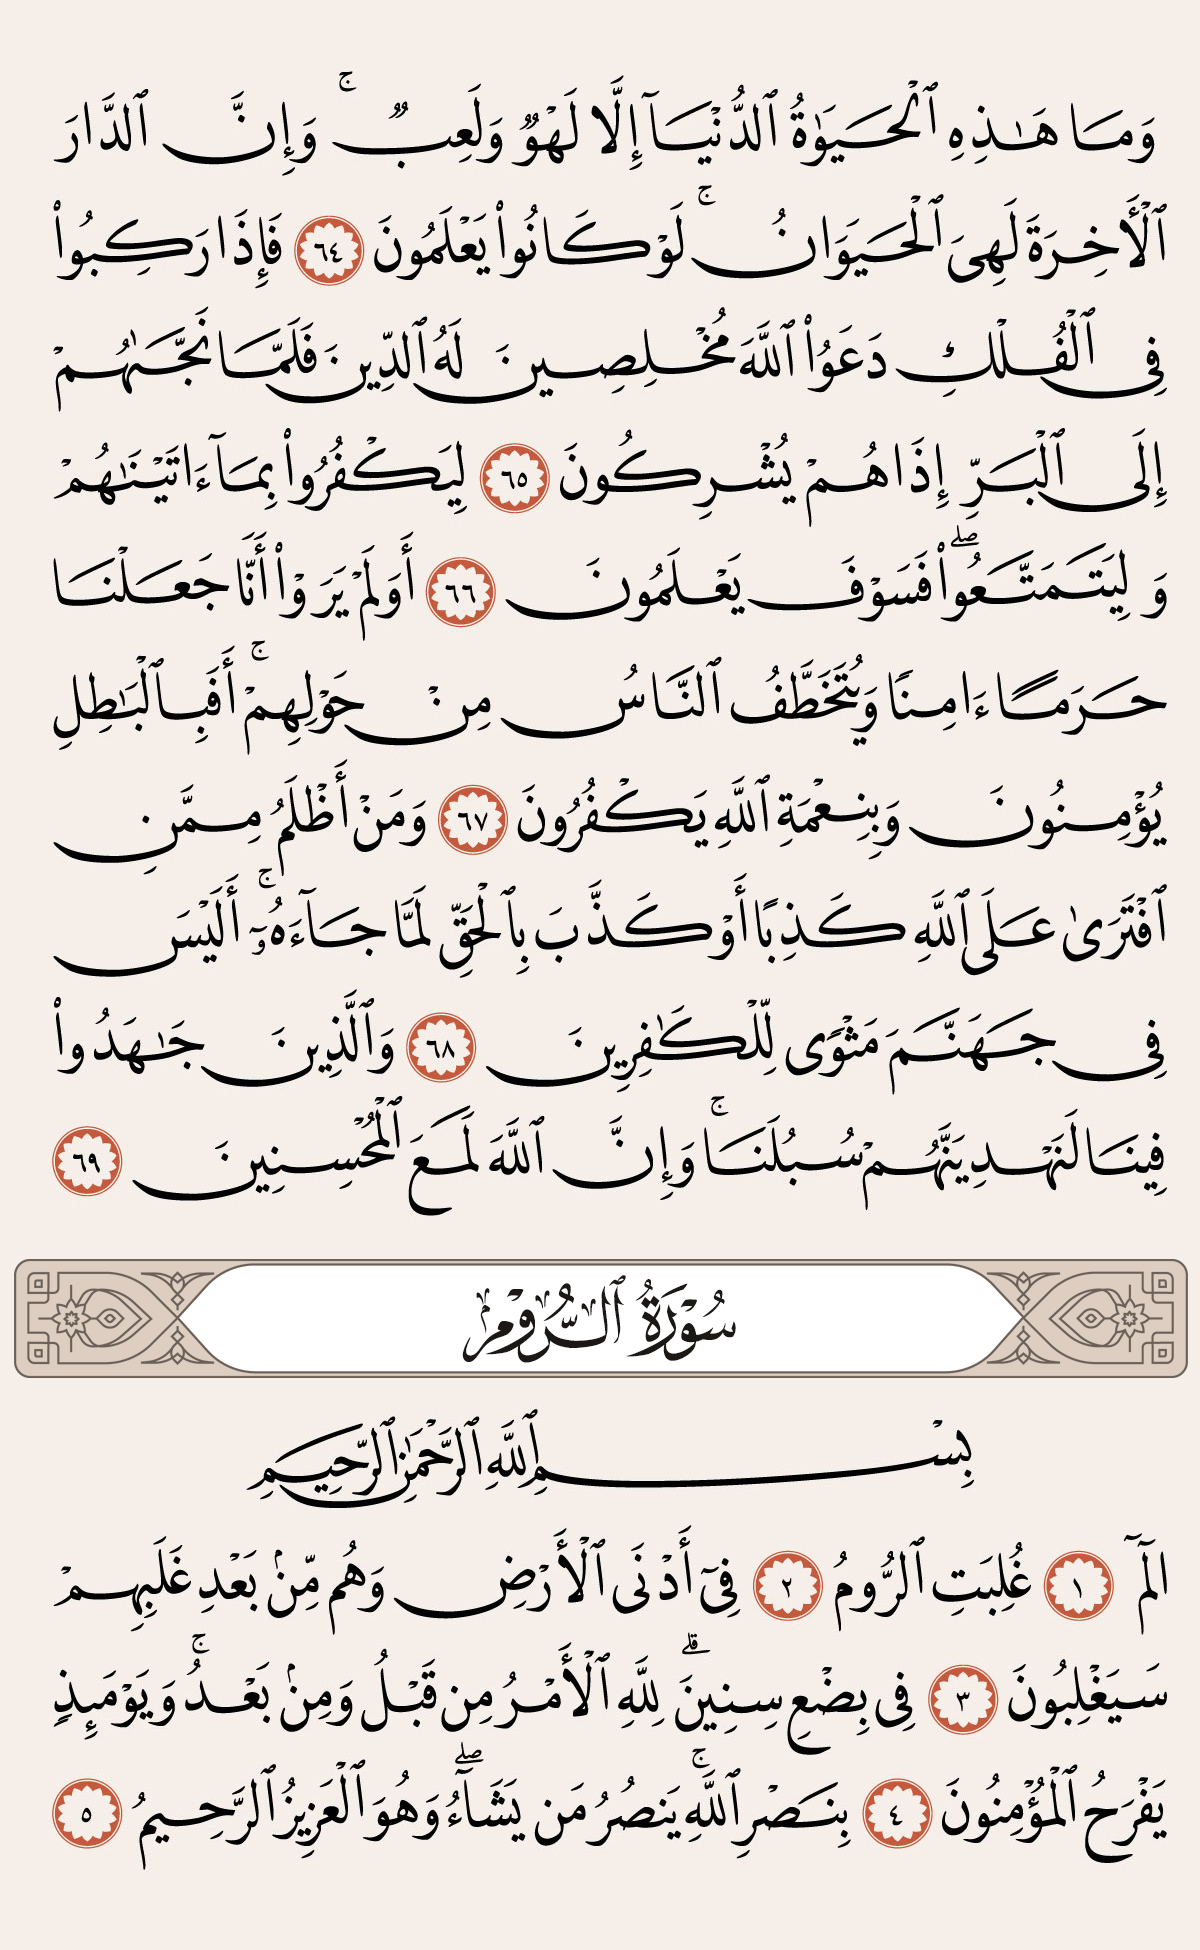 وَمَا هَـٰذِهِ ٱلْحَيَوٰةُ ٱلدُّنْيَآ إِلَّا لَهْوٌ وَلَعِبٌ ۚ وَإِنَّ ٱلدَّارَ
ٱلْأَخِرَةَ لَهِىَ ٱلْحَيَوَانُ ۚ لَوْ كَانُوا۟ يَعْلَمُونَ ٦٤ فَإِذَا رَكِبُوا۟
فِى ٱلْفُلْكِ دَعَوُا۟ ٱللَّهَ مُخْلِصِينَ لَهُ ٱلدِّينَ فَلَمَّا نَجَّىٰهُمْ
إِلَى ٱلْبَرِّ إِذَا هُمْ يُشْرِكُونَ ٦٥ لِيَكْفُرُوا۟ بِمَآ ءَاتَيْنَـٰهُمْ
وَلِيَتَمَتَّعُوا۟ ۖ فَسَوْفَ يَعْلَمُونَ ٦٦ أَوَلَمْ يَرَوْا۟ أَنَّا جَعَلْنَا
حَرَمًا ءَامِنًا وَيُتَخَطَّفُ ٱلنَّاسُ مِنْ حَوْلِهِمْ ۚ أَفَبِٱلْبَـٰطِلِ
يُؤْمِنُونَ وَبِنِعْمَةِ ٱللَّهِ يَكْفُرُونَ ٦٧ وَمَنْ أَظْلَمُ مِمَّنِ
ٱفْتَرَىٰ عَلَى ٱللَّهِ كَذِبًا أَوْ كَذَّبَ بِٱلْحَقِّ لَمَّا جَآءَهُۥٓ ۚ أَلَيْسَ
فِى جَهَنَّمَ مَثْوًى لِّلْكَـٰفِرِينَ ٦٨ وَٱلَّذِينَ جَـٰهَدُوا۟
فِينَا لَنَهْدِيَنَّهُمْ سُبُلَنَا ۚ وَإِنَّ ٱللَّهَ لَمَعَ ٱلْمُحْسِنِينَ ٦٩
سُورَةُ ٱلرُّومِ
بِسْمِ ٱللَّهِ ٱلرَّحْمَـٰنِ ٱلرَّحِيمِ
الٓمٓ ١ غُلِبَتِ ٱلرُّومُ ٢ فِىٓ أَدْنَى ٱلْأَرْضِ وَهُم مِّنۢ بَعْدِ غَلَبِهِمْ
سَيَغْلِبُونَ ٣ فِى بِضْعِ سِنِينَ ۗ لِلَّهِ ٱلْأَمْرُ مِن قَبْلُ وَمِنۢ بَعْدُ ۚ وَيَوْمَئِذٍ
يَفْرَحُ ٱلْمُؤْمِنُونَ ٤ بِنَصْرِ ٱللَّهِ ۚ يَنصُرُ مَن يَشَآءُ ۖ وَهُوَ ٱلْعَزِيزُ ٱلرَّحِيمُ ٥